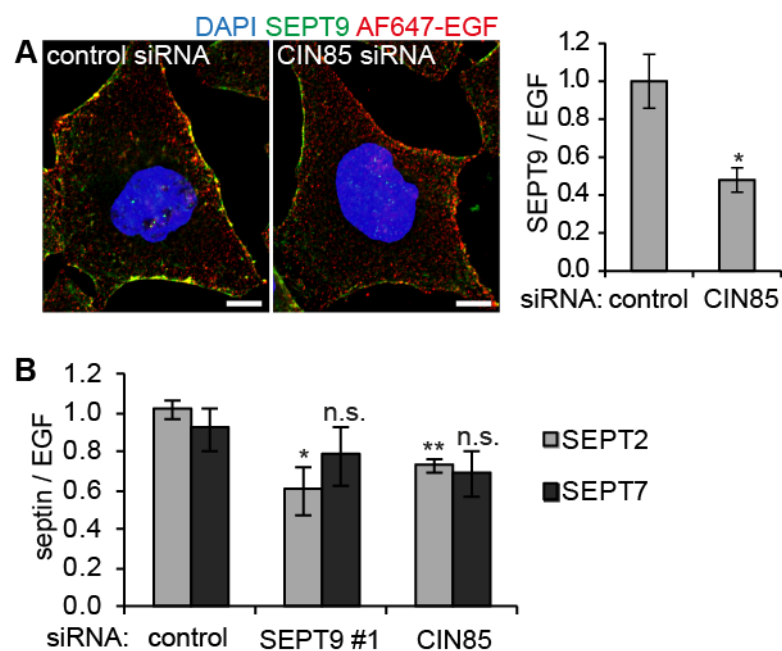 DAPI SEPT9 AF647-EGF
A
control siRNA
CIN85 siRNA
SEPT9 / EGF
1.2
1.0
0.8
0.6
0.4
0.2
0.0
*
siRNA: control CIN85
B
septin / EGF
1.2
1.0
0.8
0.6
0.4
0.2
0.0
*
n.s.
**
n.s.
siRNA: control SEPT9 #1 CIN85
SEPT2
SEPT7